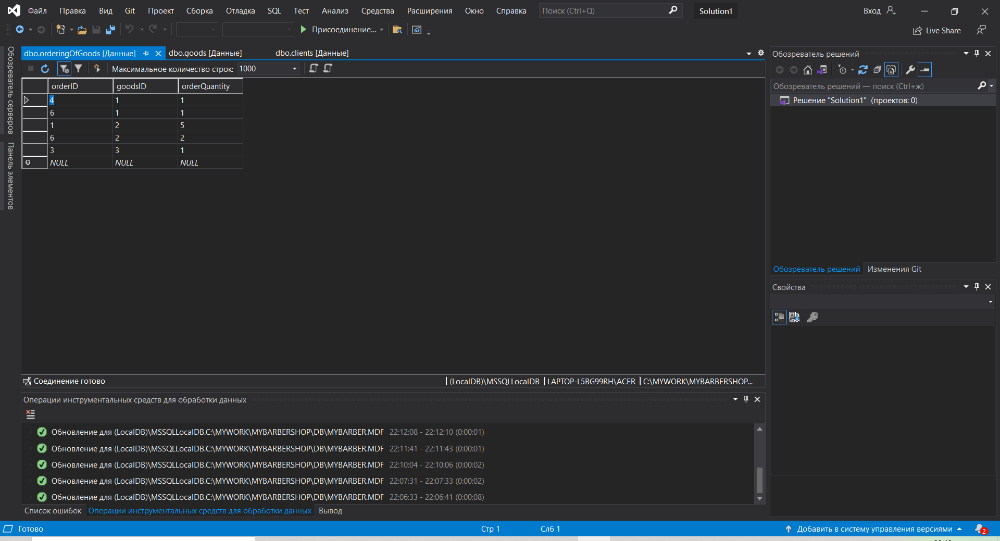 Файл Правка Вид Git Проект Сборка Отладка SQL Тест Анализ Средства Расширения Окно Справка Поиск (Ctrl+Q) Solution1 Вход
Присоединение... Live Share
Обозреватель серверов
Панель элементов
dbo.orderingOfGoods [Данные] dbo.goods [Данные] dbo.clients [Данные]
Максимальное количество строк: 1000
orderID goodsID orderQuantity
4 1 1
6 1 1
1 2 5
6 2 2
3 3 1
NULL NULL NULL
Соединение готово (LocalDB)\MSSQLLocalDB LAPTOP-L5BG99RH\ACER C:\MYWORK\MYBARBERSHOP...
Операции инструментальных средств для обработки данных
Обновление для (LocalDB)\MSSQLLocalDB.C:\MYWORK\MYBARBERSHOP\DB\MYBARBER.MDF 22:12:08 - 22:12:10 (0:00:01)
Обновление для (LocalDB)\MSSQLLocalDB.C:\MYWORK\MYBARBERSHOP\DB\MYBARBER.MDF 22:11:41 - 22:11:43 (0:00:01)
Обновление для (LocalDB)\MSSQLLocalDB.C:\MYWORK\MYBARBERSHOP\DB\MYBARBER.MDF 22:10:04 - 22:10:06 (0:00:02)
Обновление для (LocalDB)\MSSQLLocalDB.C:\MYWORK\MYBARBERSHOP\DB\MYBARBER.MDF 22:07:31 - 22:07:33 (0:00:02)
Обновление для (LocalDB)\MSSQLLocalDB.C:\MYWORK\MYBARBERSHOP\DB\MYBARBER.MDF 22:06:33 - 22:06:41 (0:00:08)
Список ошибок Операции инструментальных средств для обработки данных Вывод
Обозреватель решений
Обозреватель решений — поиск (Ctrl+ж)
Решение "Solution1" (проектов: 0)
Обозреватель решений Изменения Git
Свойства
Готово Стр 1 Слб 1 Добавить в систему управления версиями 2